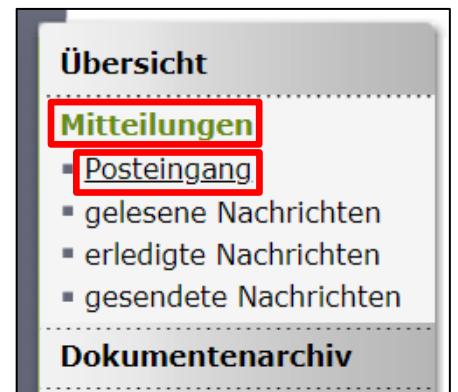 Übersicht
Mitteilungen
Posteingang
gelesene Nachrichten
erledigte Nachrichten
gesendete Nachrichten
Dokumentenarchiv